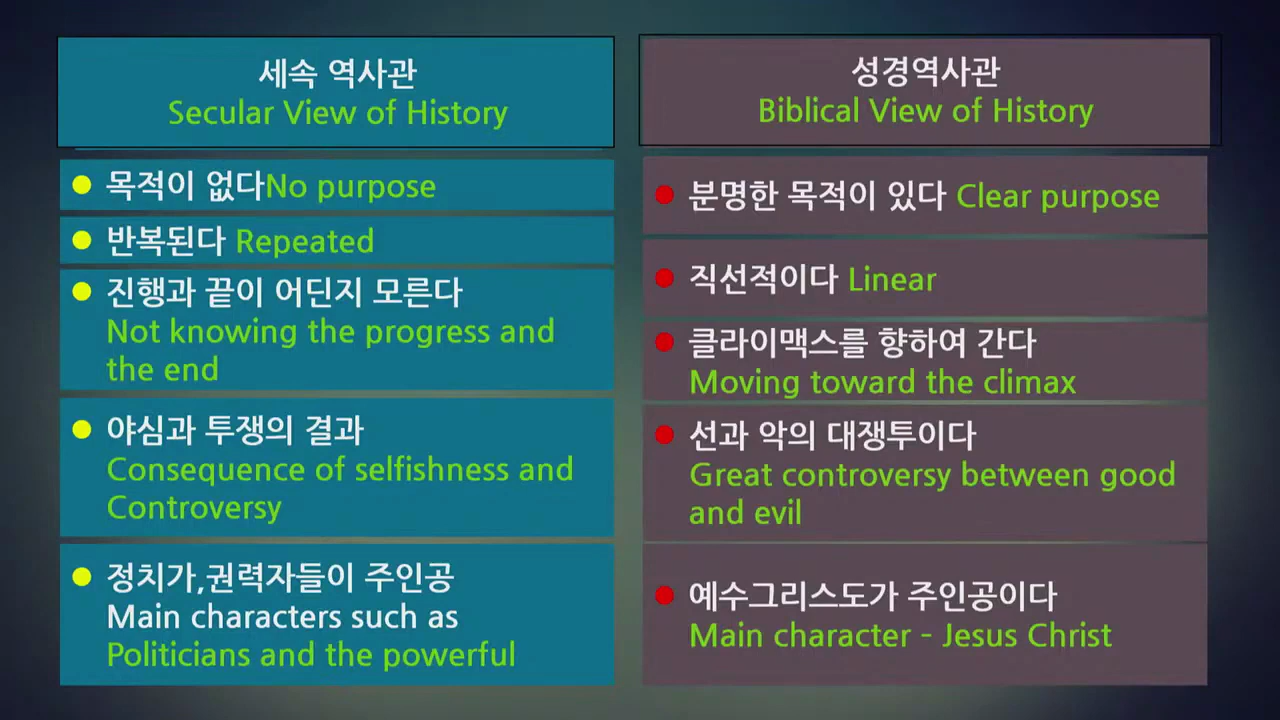 세속 역사관
Secular View of History
목적이 없다No purpose
반복된다 Repeated
진행과 끝이 어딘지 모른다
Not knowing the progress and
the end
야심과 투쟁의 결과
Consequence of selfishness and
Controversy
정치가,권력자들이 주인공
Main characters such as
Politicians and the powerful
성경역사관
Biblical View of History
분명한 목적이 있다 Clear purpose
직선적이다 Linear
클라이맥스를 향하여 간다
Moving toward the climax
선과 악의 대쟁투이다
Great controversy between good
and evil
예수그리스도가 주인공이다
Main character - Jesus Christ